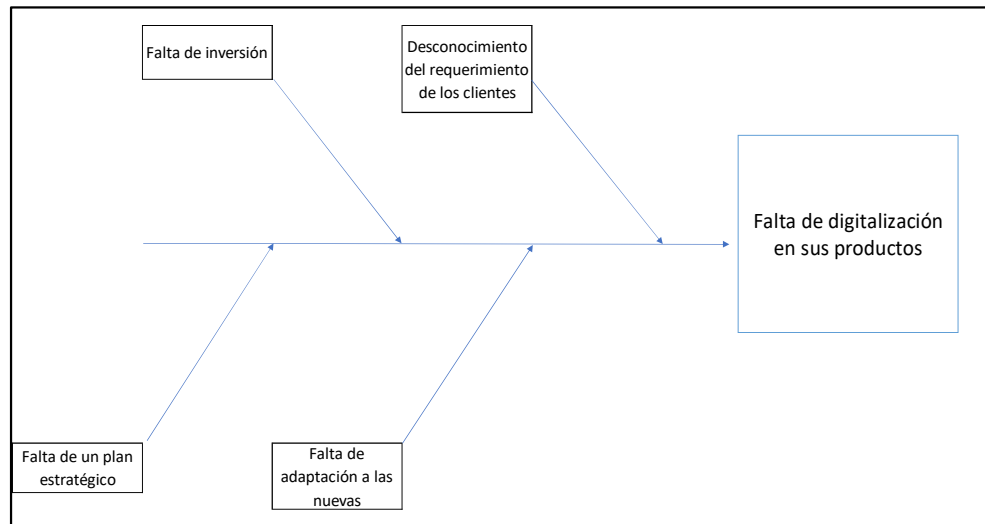 Falta de inversión
Desconocimiento
del requerimiento
de los clientes
Falta de digitalización
en sus productos
Falta de un plan
estratégico
Falta de
adaptación a las
nuevas